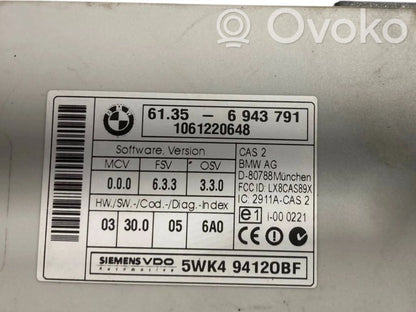 Ovoko
BMW
61.35 - 6 943 791
1061220648
Software, Version
MCV FSV OSV
0.0.0 6.3.3 3.3.0
HW./SW.-/Cod.-/Diag.-Index
03 30.0 05 6A0
CAS 2
BMW AG
D-80788München
FCC ID: LX8CAS89X
IC: 2911A-CAS 2
e1 I-00 0221
SIEMENS VDO
Automotive
5WK4 94120BF